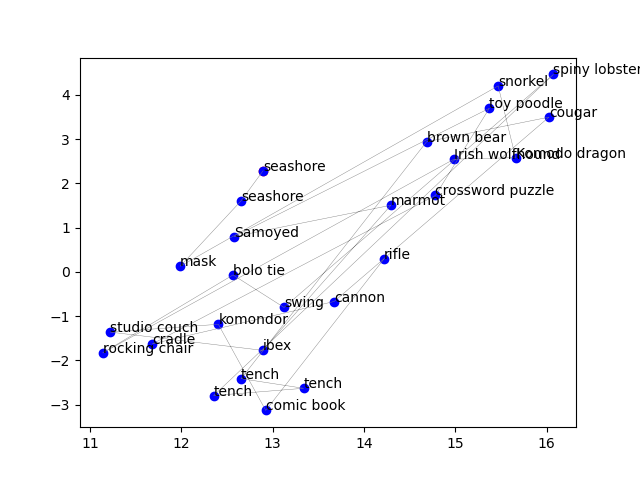 spiny lobster
snorkel
toy poodle
cougar
brown bear
Irish wolfhound
Komodo dragon
seashore
crossword puzzle
seashore
marmot
Samoyed
rifle
mask
bolo tie
swing
cannon
komondor
studio couch
cradle
rocking chair
ibex
tench
tench
tench
comic book
4
3
2
1
0
−1
−2
−3
11 12 13 14 15 16